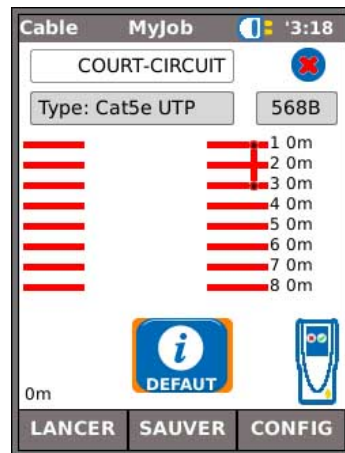 Cable MyJob '3:18
COURT-CIRCUIT
Type: Cat5e UTP 568B
1 0m
2 0m
3 0m
4 0m
5 0m
6 0m
7 0m
8 0m
i
DEFAUT
0m
LANCER SAUVER CONFIG